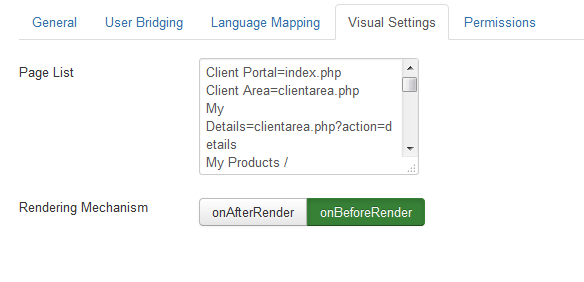 General User Bridging Language Mapping Visual Settings Permissions
Page List
Client Portal=index.php
Client Area=clientarea.php
My
Details=clientarea.php?action=d
etails
My Products /
Rendering Mechanism
onAfterRender onBeforeRender